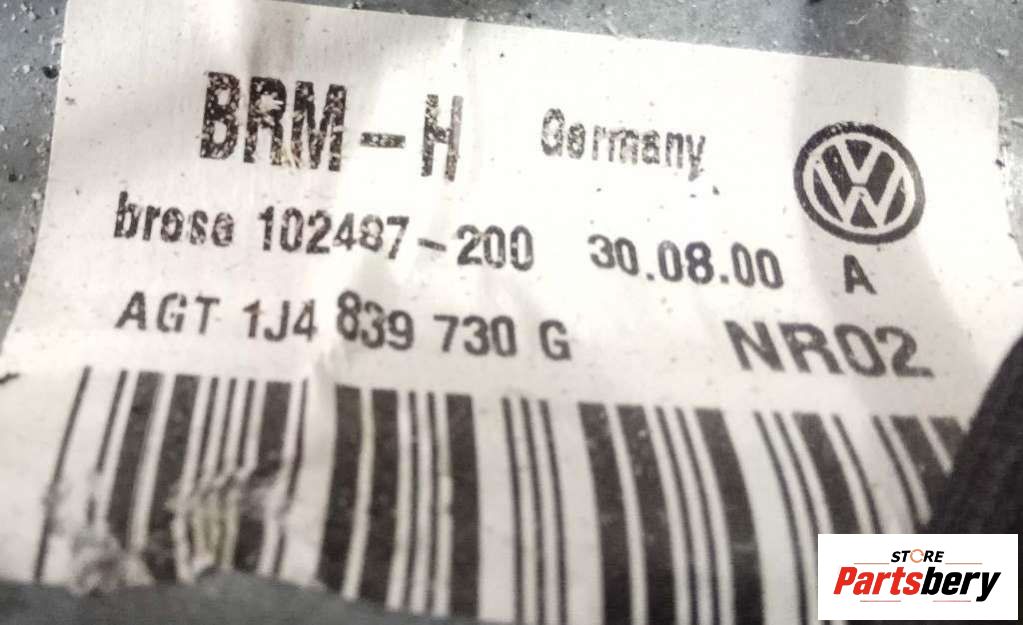 BRM-H Germany
brose 102487-200 30.08.00 A
AGT 1J4 839 730 G NR02
STORE
Partsbery